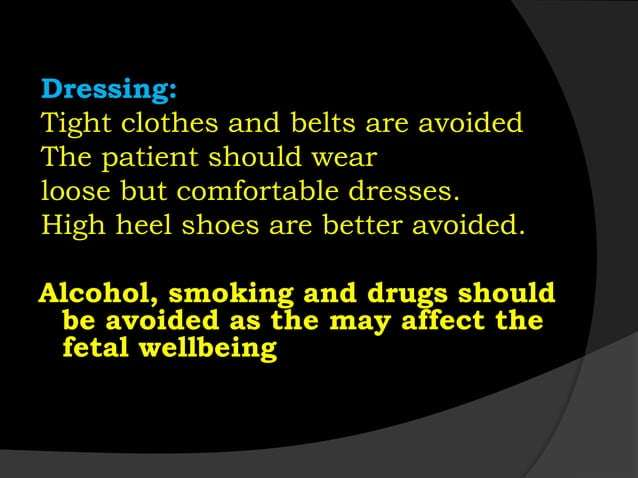 Dressing:
Tight clothes and belts are avoided
The patient should wear
loose but comfortable dresses.
High heel shoes are better avoided.
Alcohol, smoking and drugs should
be avoided as the may affect the
fetal wellbeing